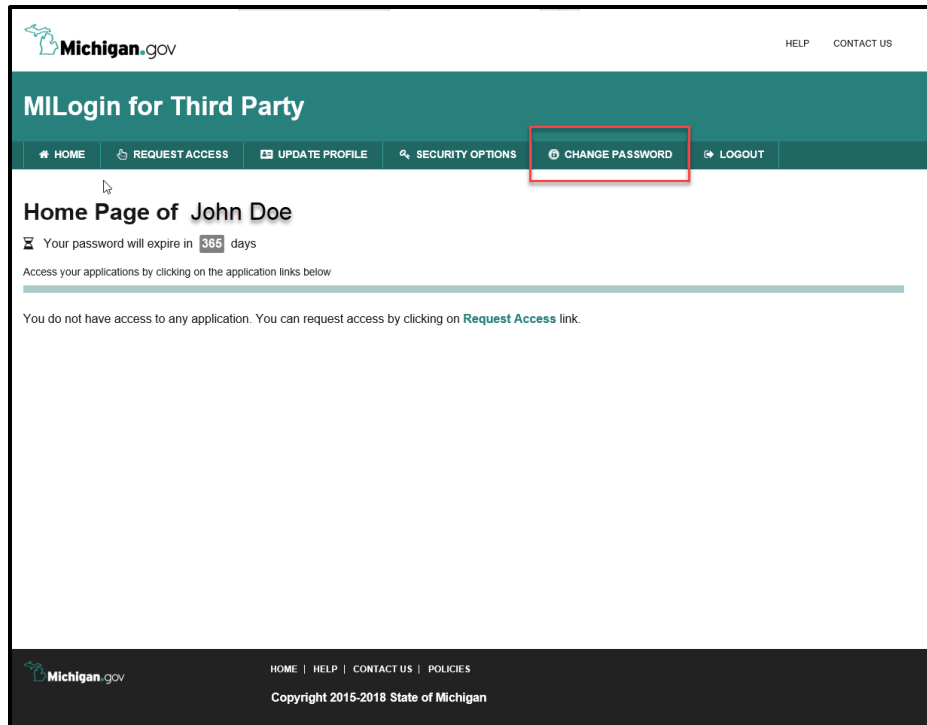 Michigan.gov
HELP CONTACT US
MILogin for Third Party
HOME REQUEST ACCESS UPDATE PROFILE SECURITY OPTIONS CHANGE PASSWORD LOGOUT
Home Page of John Doe
Your password will expire in 365 days
Access your applications by clicking on the application links below
You do not have access to any application. You can request access by clicking on Request Access link.
Michigan.gov
HOME | HELP | CONTACT US | POLICIES
Copyright 2015-2018 State of Michigan